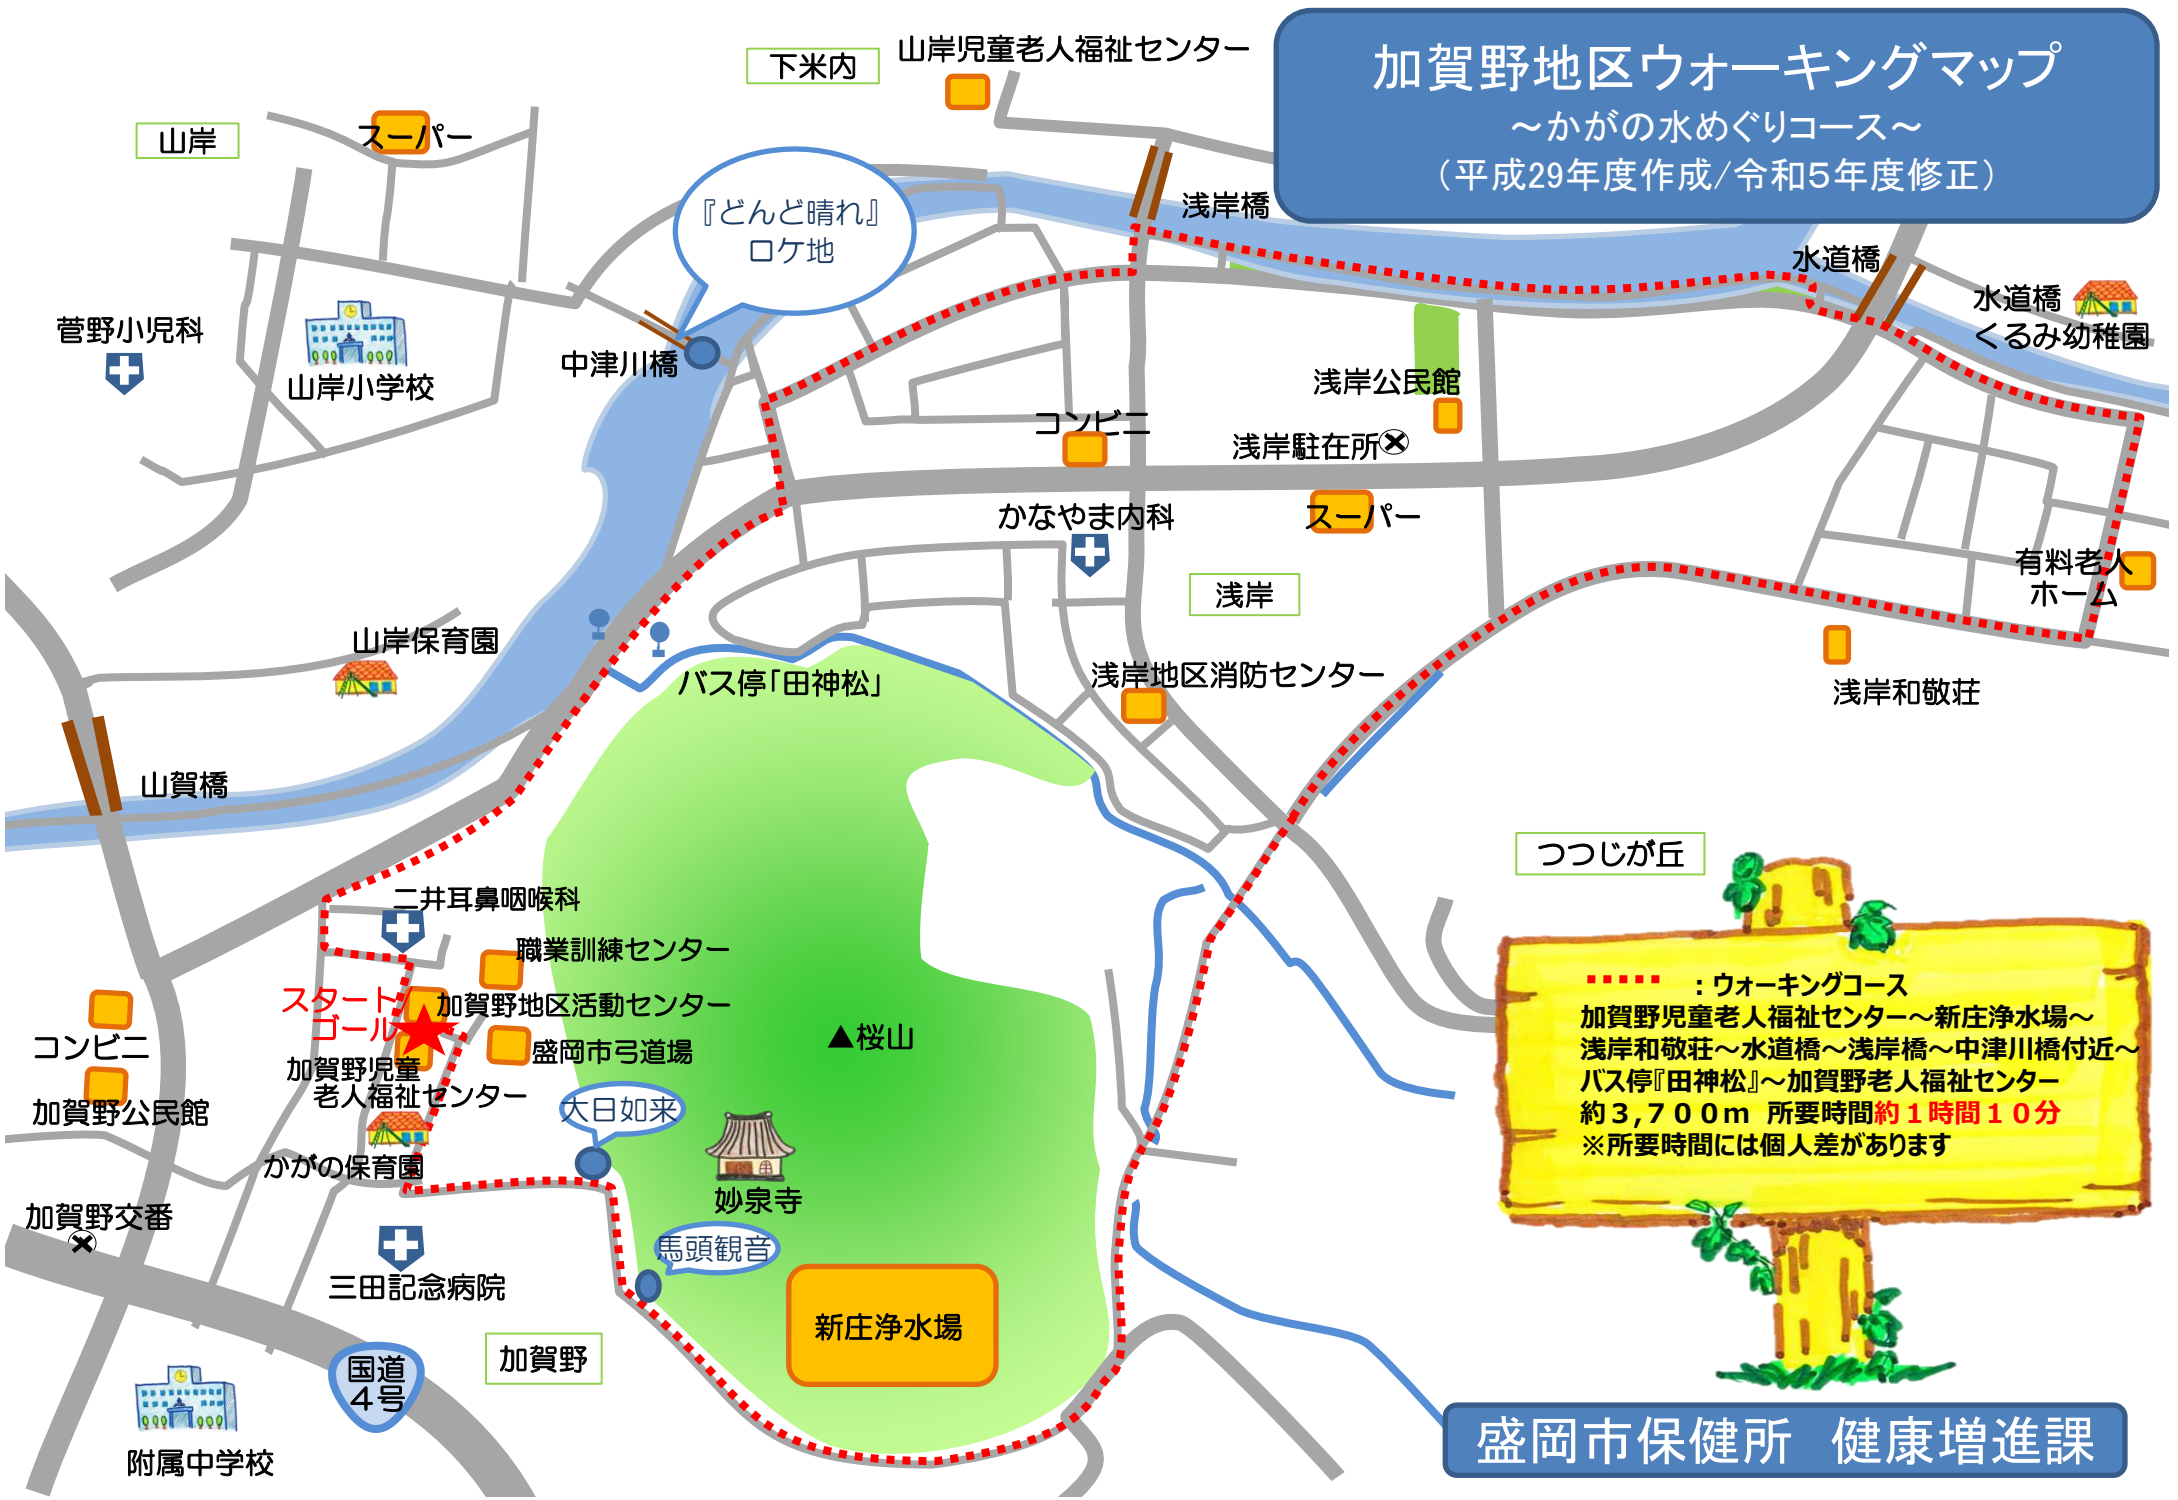 加賀野地区ウォーキングマップ
～かがの水めぐりコース～
（平成29年度作成/令和5年度修正）
下米内
山岸児童老人福祉センター
山岸
スーパー
『どんど晴れ』
ロケ地
浅岸橋
水道橋
水道橋
くるみ幼稚園
菅野小児科
山岸小学校
中津川橋
浅岸公民館
コンビニ
浅岸駐在所
かなやま内科
スーパー
有料老人
ホーム
浅岸
山岸保育園
バス停「田神松」
浅岸地区消防センター
浅岸和敬荘
山賀橋
つつじが丘
二井耳鼻咽喉科
職業訓練センター
スタート
ゴール
加賀野地区活動センター
盛岡市弓道場
▲桜山
コンビニ
加賀野公民館
加賀野児童
老人福祉センター
大日如来
かがの保育園
妙泉寺
加賀野交番
馬頭観音
三田記念病院
新庄浄水場
加賀野
国道
4号
附属中学校
：ウォーキングコース
加賀野児童老人福祉センター～新庄浄水場～
浅岸和敬荘～水道橋～浅岸橋～中津川橋付近～
バス停『田神松』～加賀野老人福祉センター
約３,７００ｍ 所要時間約１時間１０分
※所要時間には個人差があります
盛岡市保健所　健康増進課